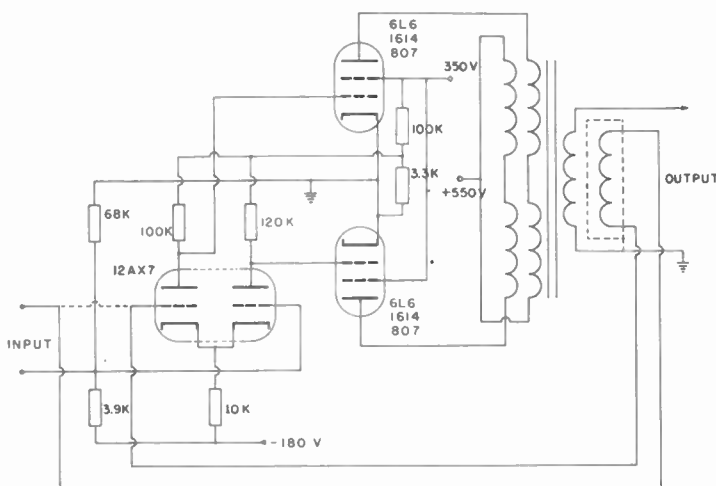 6L6
1614
807
350V
100K
3.3K
+550V
68K
100K
120K
OUTPUT
12AX7
6L6
1614
807
INPUT
3.9K
10K
-180 V